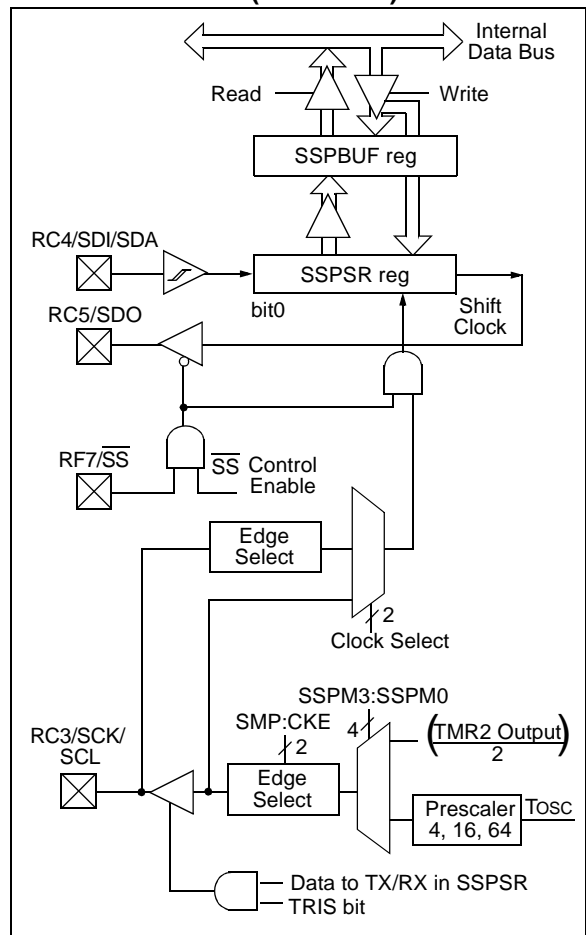 Internal
Data Bus
Read
Write
SSPBUF reg
RC4/SDI/SDA
SSPSR reg
bit0
Shift
Clock
RC5/SDO
RF7/S̅S̅
S̅S̅ Control
Enable
Edge
Select
2
Clock Select
SSPM3:SSPM0
SMP:CKE
4
(TMR2 Output)
2
2
RC3/SCK/
SCL
Edge
Select
Prescaler
4, 16, 64
TOSC
Data to TX/RX in SSPSR
TRIS bit